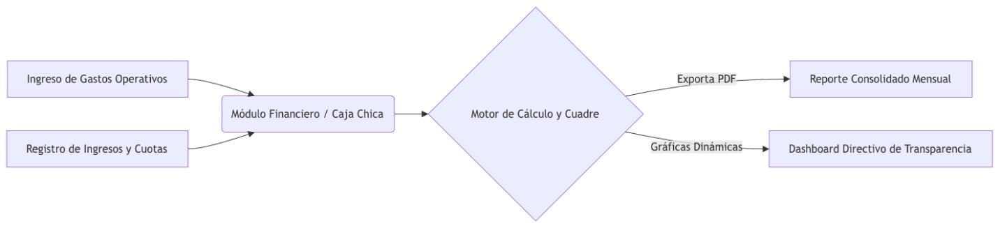 Ingreso de Gastos Operativos
Registro de Ingresos y Cuotas
Módulo Financiero / Caja Chica
Motor de Cálculo y Cuadre
Exporta PDF
Gráficas Dinámicas
Reporte Consolidado Mensual
Dashboard Directivo de Transparencia